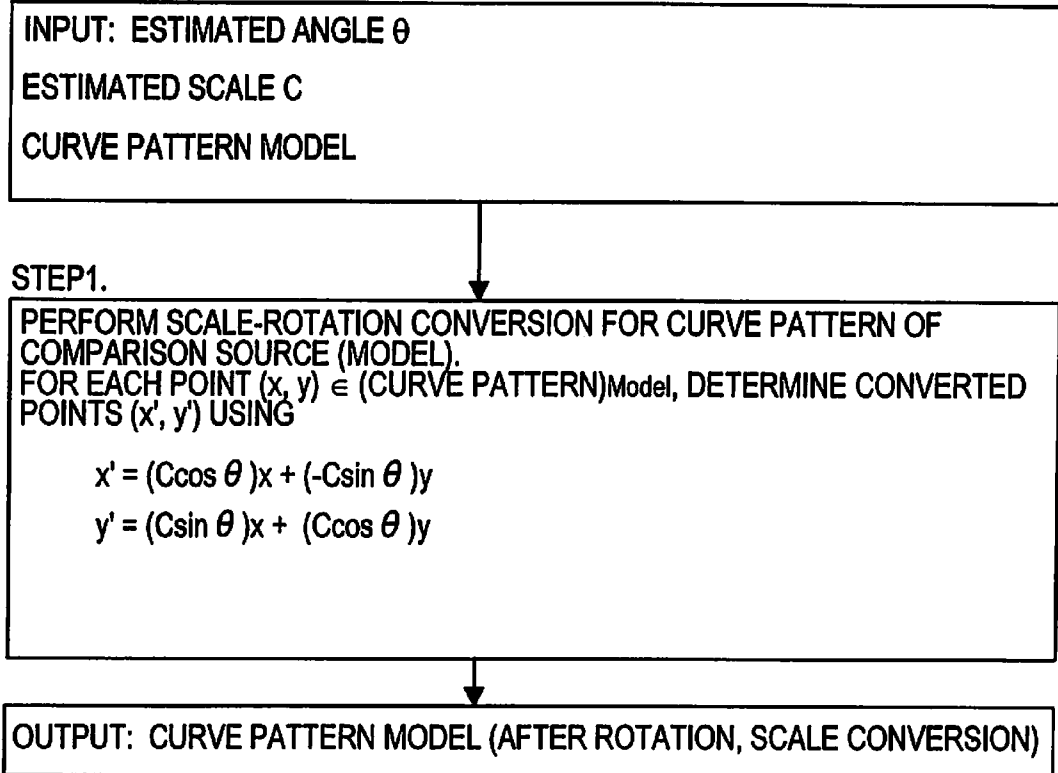 INPUT: ESTIMATED ANGLE θ
ESTIMATED SCALE C
CURVE PATTERN MODEL
STEP1.
PERFORM SCALE-ROTATION CONVERSION FOR CURVE PATTERN OF
COMPARISON SOURCE (MODEL).
FOR EACH POINT (x, y) ∈ (CURVE PATTERN)Model, DETERMINE CONVERTED
POINTS (x', y') USING
x' = (Ccos θ )x + (-Csin θ )y
y' = (Csin θ )x + (Ccos θ )y
OUTPUT: CURVE PATTERN MODEL (AFTER ROTATION, SCALE CONVERSION)